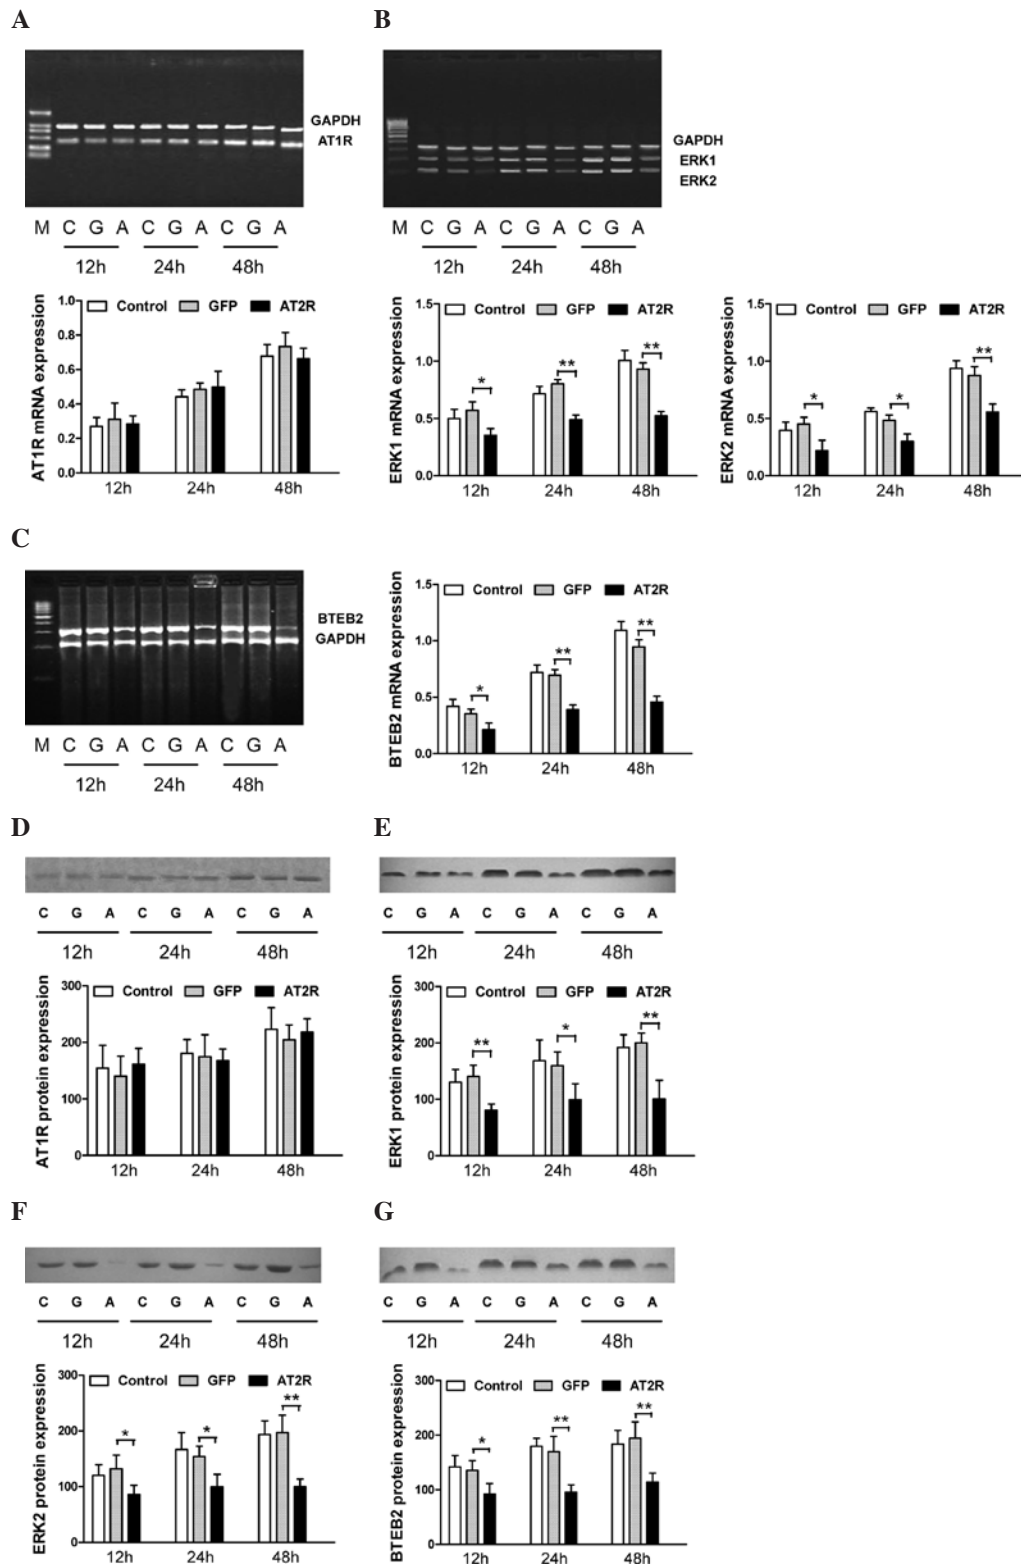 A
GAPDH
AT1R
M C G A C G A C G A
12h 24h 48h
AT1R mRNA expression
1.0
0.8
0.6
0.4
0.2
0.0
Control GFP AT2R
12h 24h 48h
B
GAPDH
ERK1
ERK2
M C G A C G A C G A
12h 24h 48h
ERK1 mRNA expression
1.5
1.0
0.5
0.0
Control GFP AT2R
* ** **
12h 24h 48h
ERK2 mRNA expression
1.5
1.0
0.5
0.0
Control GFP AT2R
* * **
12h 24h 48h
C
BTEB2
GAPDH
M C G A C G A C G A
12h 24h 48h
BTEB2 mRNA expression
1.5
1.0
0.5
0.0
Control GFP AT2R
* ** **
12h 24h 48h
D
C G A C G A C G A
12h 24h 48h
AT1R protein expression
300
200
100
0
Control GFP AT2R
12h 24h 48h
E
C G A C G A C G A
12h 24h 48h
ERK1 protein expression
300
200
100
0
Control GFP AT2R
** * **
12h 24h 48h
F
C G A C G A C G A
12h 24h 48h
ERK2 protein expression
300
200
100
0
Control GFP AT2R
* * **
12h 24h 48h
G
C G A C G A C G A
12h 24h 48h
BTEB2 protein expression
300
200
100
0
Control GFP AT2R
* ** **
12h 24h 48h